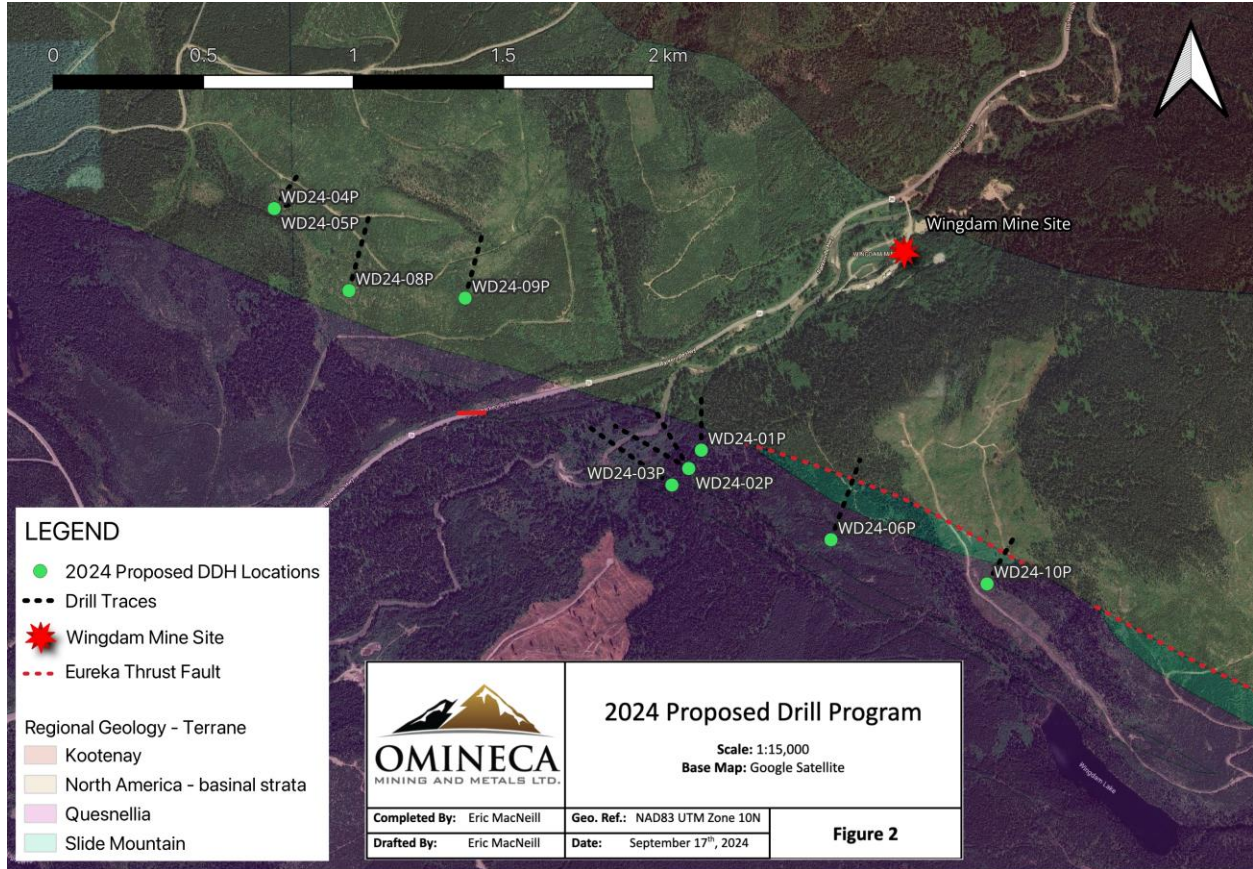 0 0.5 1 1.5 2 km
WD24-04P
WD24-05P
WD24-08P
WD24-09P
Wingdam Mine Site
WD24-01P
WD24-03P
WD24-02P
WD24-06P
WD24-10P
Wingdam Lake
LEGEND
2024 Proposed DDH Locations
Drill Traces
Wingdam Mine Site
Eureka Thrust Fault
Regional Geology - Terrane
Kootenay
North America - basinal strata
Quesnellia
Slide Mountain
OMINECA
MINING AND METALS LTD.
2024 Proposed Drill Program
Scale: 1:15,000
Base Map: Google Satellite
Completed By: Eric MacNeill
Geo. Ref.: NAD83 UTM Zone 10N
Drafted By: Eric MacNeill
Date: September 17th, 2024
Figure 2